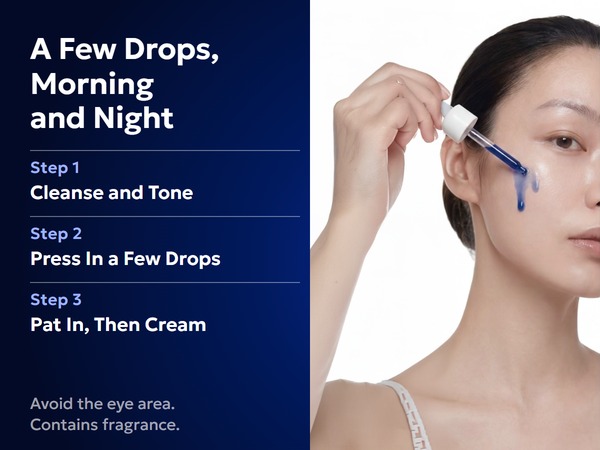 A Few Drops,
Morning
and Night
Step 1
Cleanse and Tone
Step 2
Press In a Few Drops
Step 3
Pat In, Then Cream
Avoid the eye area.
Contains fragrance.